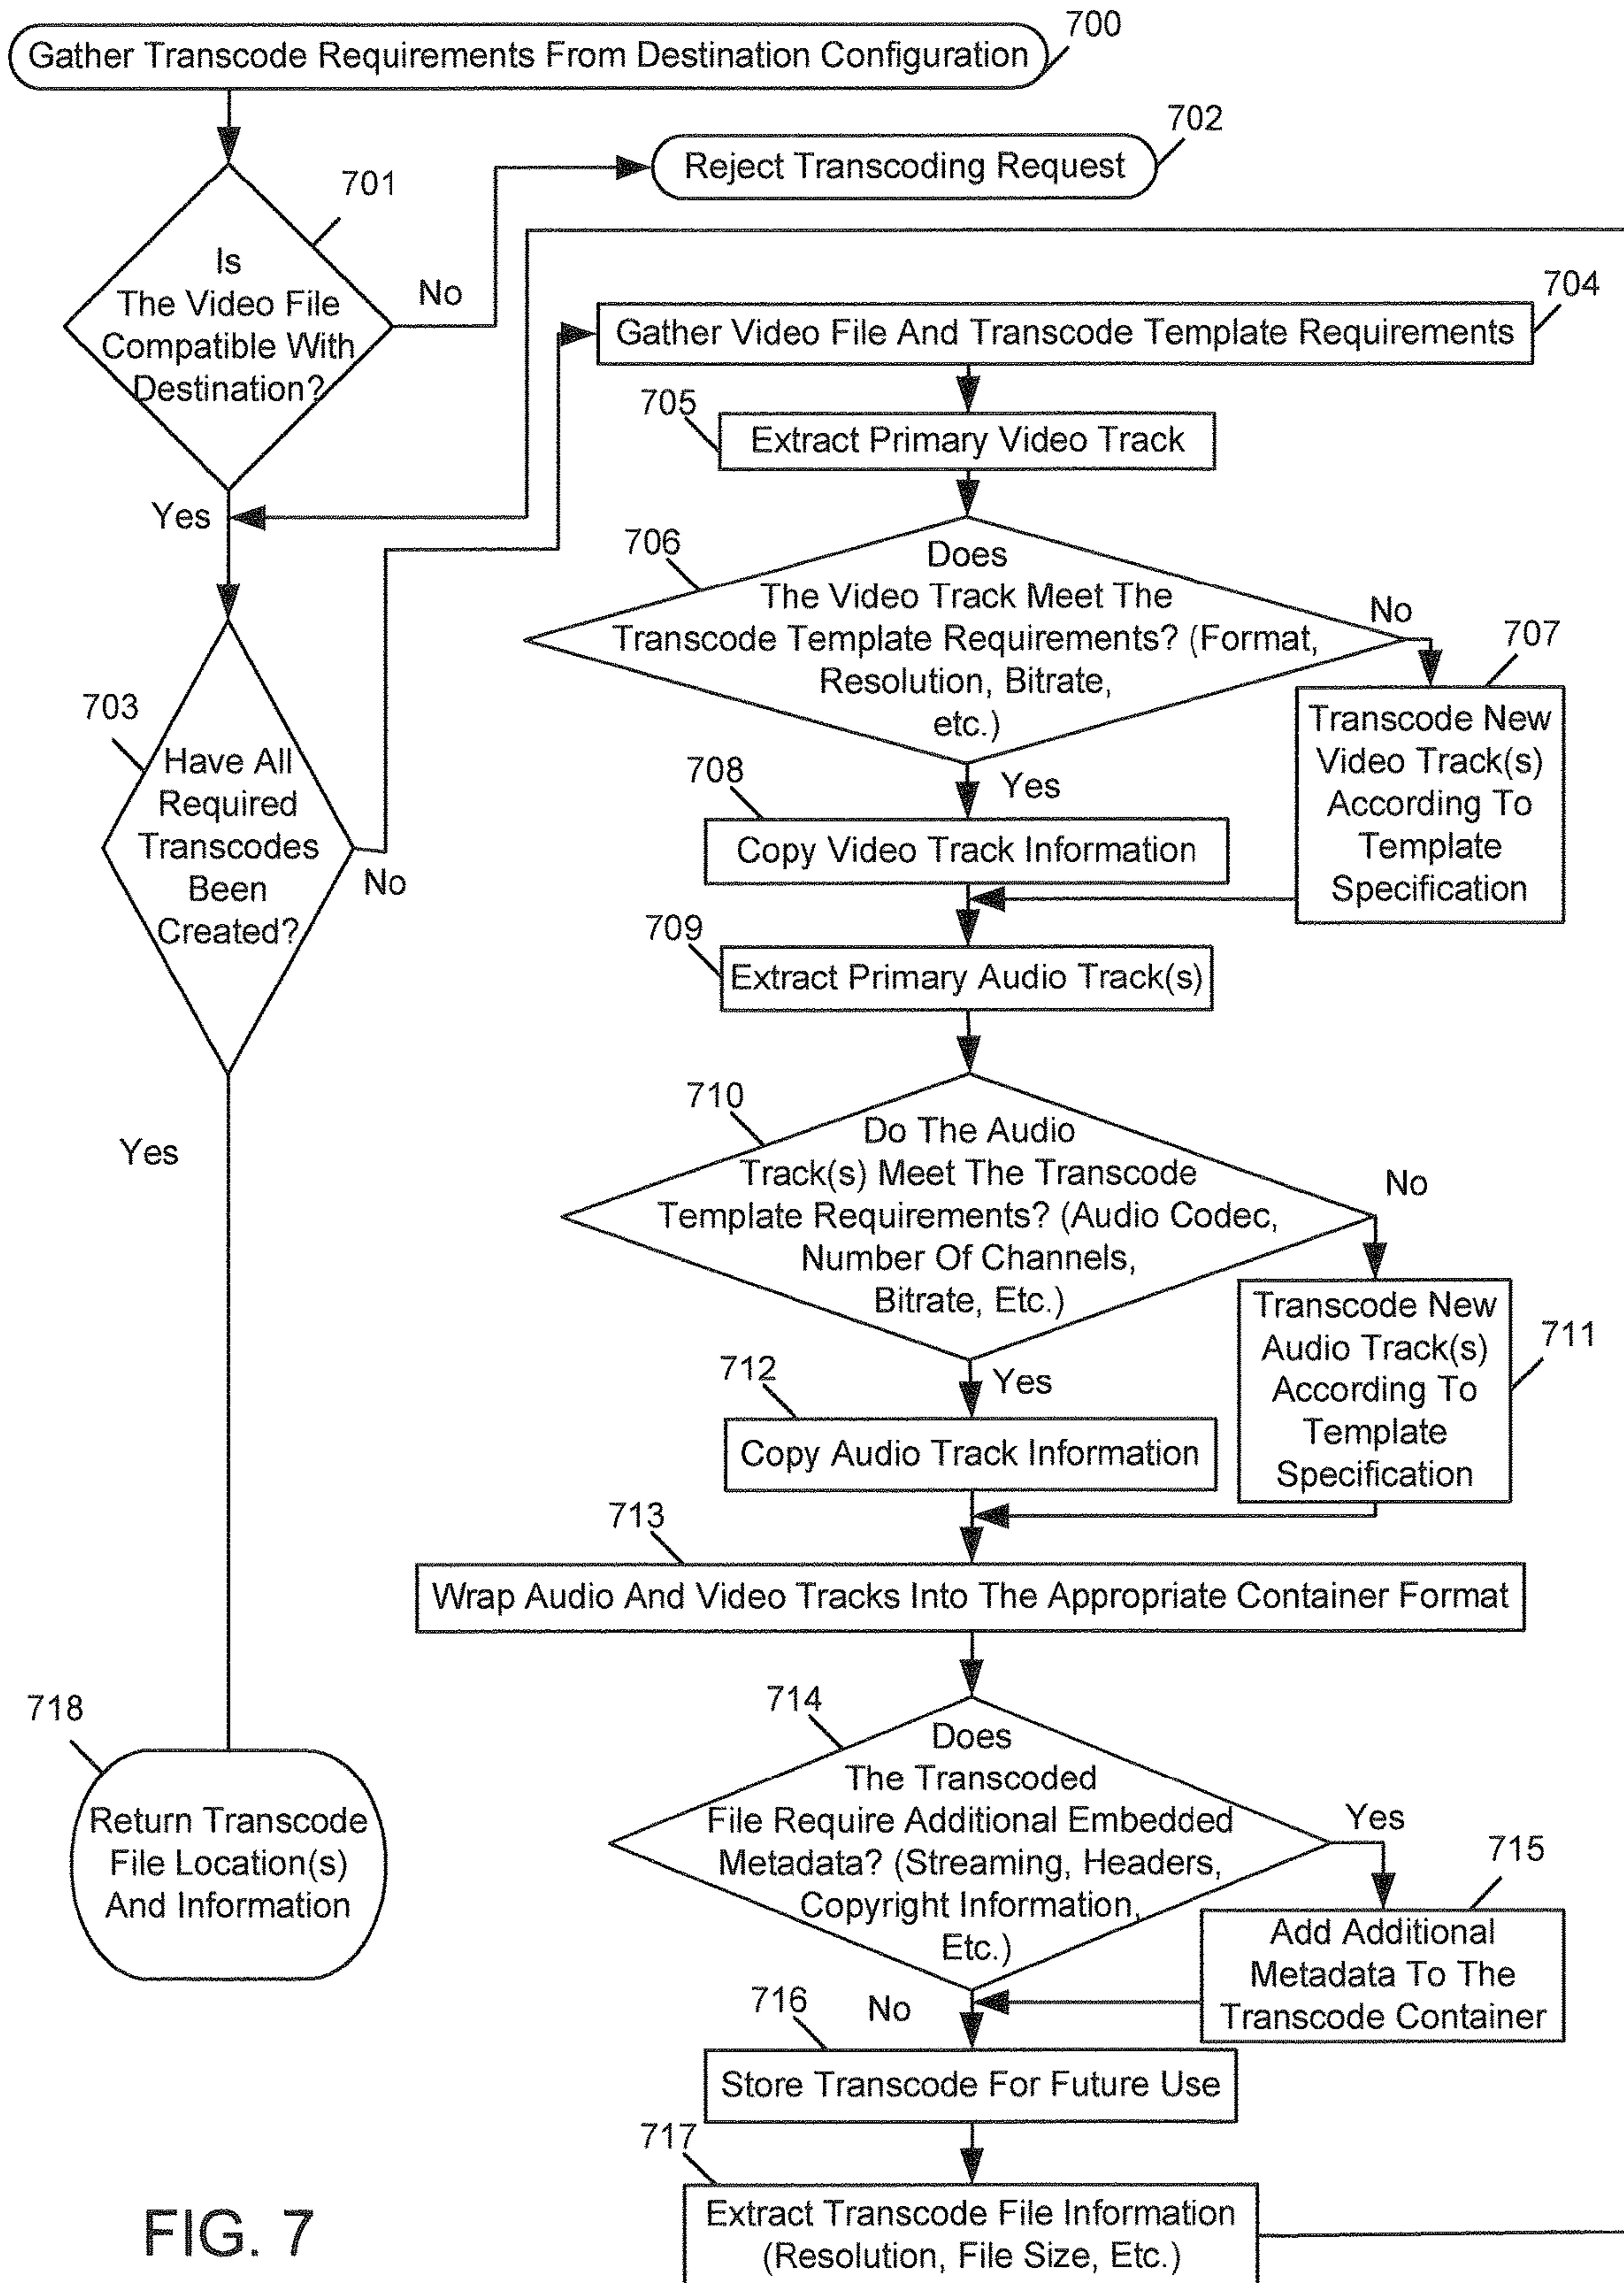 700
Gather Transcode Requirements From Destination Configuration
702
Reject Transcoding Request
701
Is
The Video File
Compatible With
Destination?
No
Yes
704
Gather Video File And Transcode Template Requirements
705
Extract Primary Video Track
706
Does
The Video Track Meet The
Transcode Template Requirements? (Format,
Resolution, Bitrate,
etc.)
No
Yes
707
Transcode New
Video Track(s)
According To
Template
Specification
703
Have All
Required
Transcodes
Been
Created?
No
Yes
708
Copy Video Track Information
709
Extract Primary Audio Track(s)
710
Do The Audio
Track(s) Meet The Transcode
Template Requirements? (Audio Codec,
Number Of Channels,
Bitrate, Etc.)
No
Yes
711
Transcode New
Audio Track(s)
According To
Template
Specification
712
Copy Audio Track Information
713
Wrap Audio And Video Tracks Into The Appropriate Container Format
714
Does
The Transcoded
File Require Additional Embedded
Metadata? (Streaming, Headers,
Copyright Information,
Etc.)
Yes
No
715
Add Additional
Metadata To The
Transcode Container
718
Return Transcode
File Location(s)
And Information
716
Store Transcode For Future Use
717
Extract Transcode File Information
(Resolution, File Size, Etc.)
FIG. 7